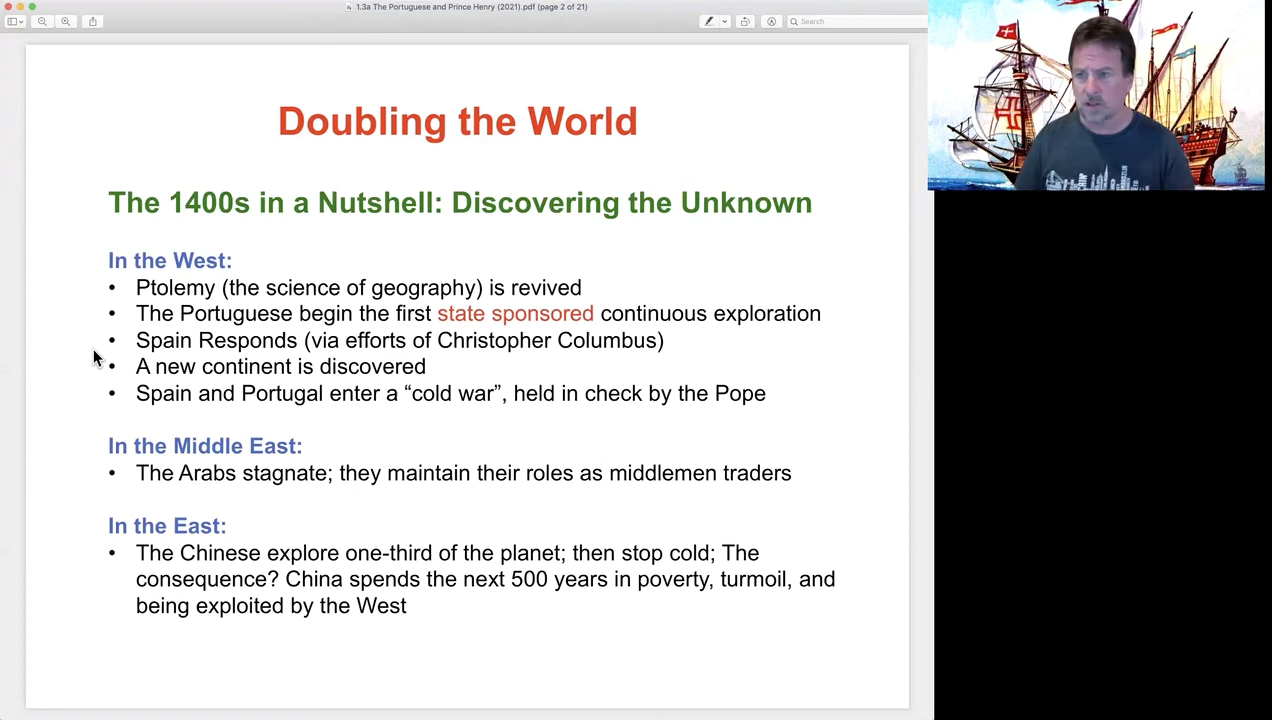 1.3a The Portuguese and Prince Henry (2021).pdf (page 2 of 21)
Search
Doubling the World
The 1400s in a Nutshell: Discovering the Unknown
In the West:
• Ptolemy (the science of geography) is revived
• The Portuguese begin the first state sponsored continuous exploration
• Spain Responds (via efforts of Christopher Columbus)
• A new continent is discovered
• Spain and Portugal enter a “cold war”, held in check by the Pope
In the Middle East:
• The Arabs stagnate; they maintain their roles as middlemen traders
In the East:
• The Chinese explore one-third of the planet; then stop cold; The
consequence? China spends the next 500 years in poverty, turmoil, and
being exploited by the West